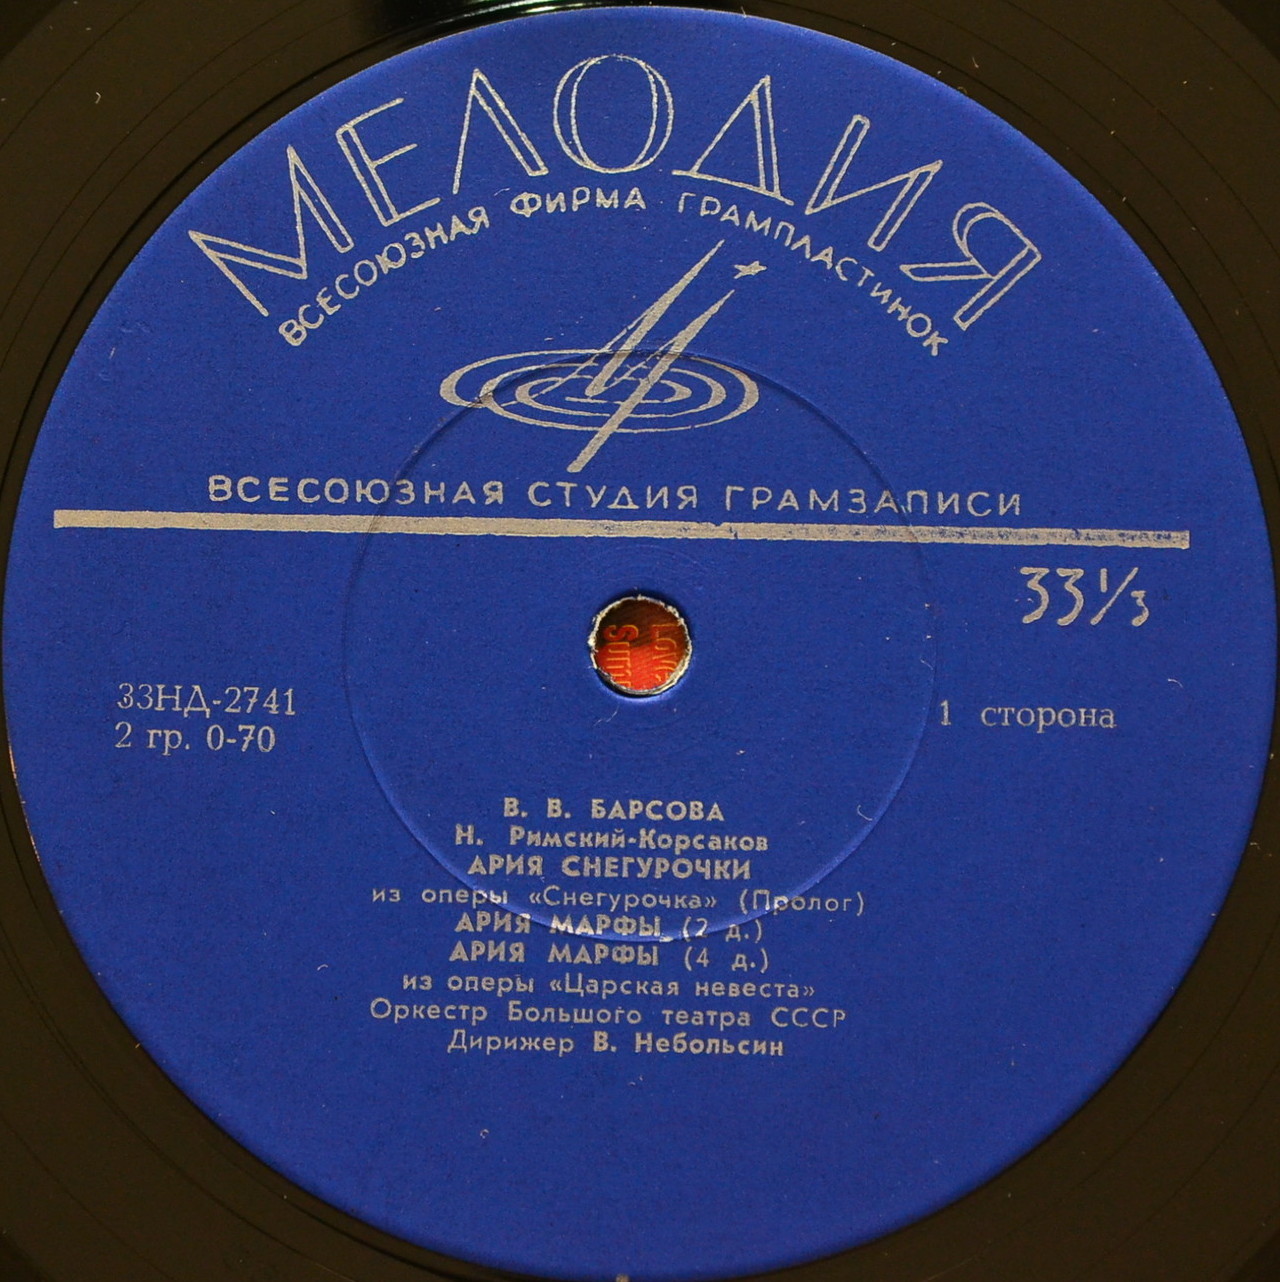 МЕЛОДИЯ
ВСЕСОЮЗНАЯ ФИРМА ГРАМПЛАСТИНОК
ВСЕСОЮЗНАЯ СТУДИЯ ГРАМЗАПИСИ
33⅓
33НД-2741
2 гр. 0-70
1 сторона
В. В. БАРСОВА
Н. Римский-Корсаков
АРИЯ СНЕГУРОЧКИ
из оперы «Снегурочка» (Пролог)
АРИЯ МАРФЫ (2 д.)
АРИЯ МАРФЫ (4 д.)
из оперы «Царская невеста»
Оркестр Большого театра СССР
Дирижер В. Небольсин